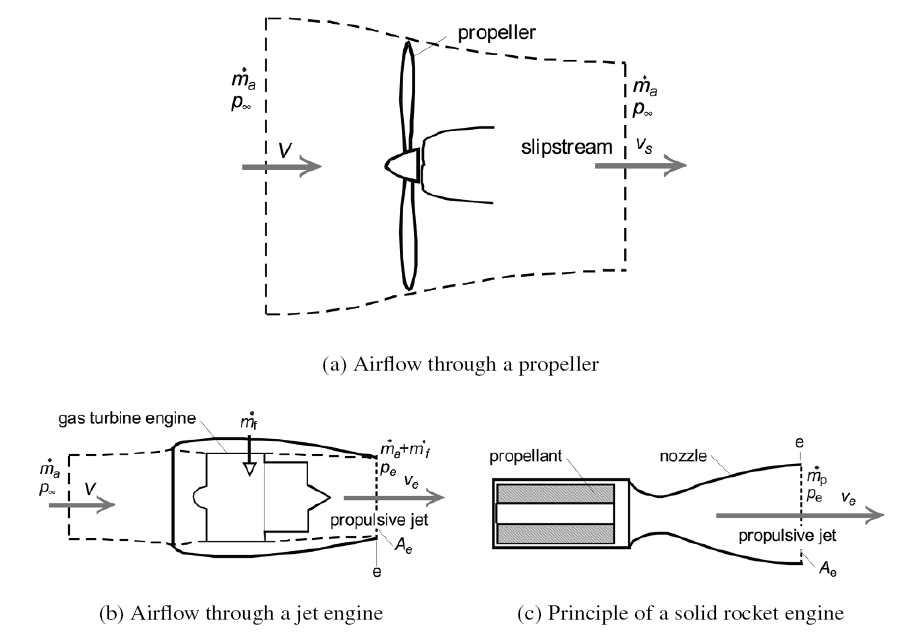 propeller
ṁa
p∞
V
slipstream
vs
ṁa
p∞
(a) Airflow through a propeller
gas turbine engine
ṁf
ṁa
p∞
V
ṁa+ṁf
pe
ve
propulsive jet
Ae
e
(b) Airflow through a jet engine
propellant
nozzle
e
ṁp
pe
ve
propulsive jet
Ae
(c) Principle of a solid rocket engine